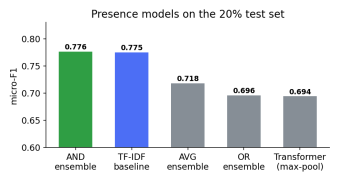 Presence models on the 20% test set
micro-F1
0.80
0.75
0.70
0.65
0.60
0.776
0.775
0.718
0.696
0.694
AND
ensemble
TF-IDF
baseline
AVG
ensemble
OR
ensemble
Transformer
(max-pool)